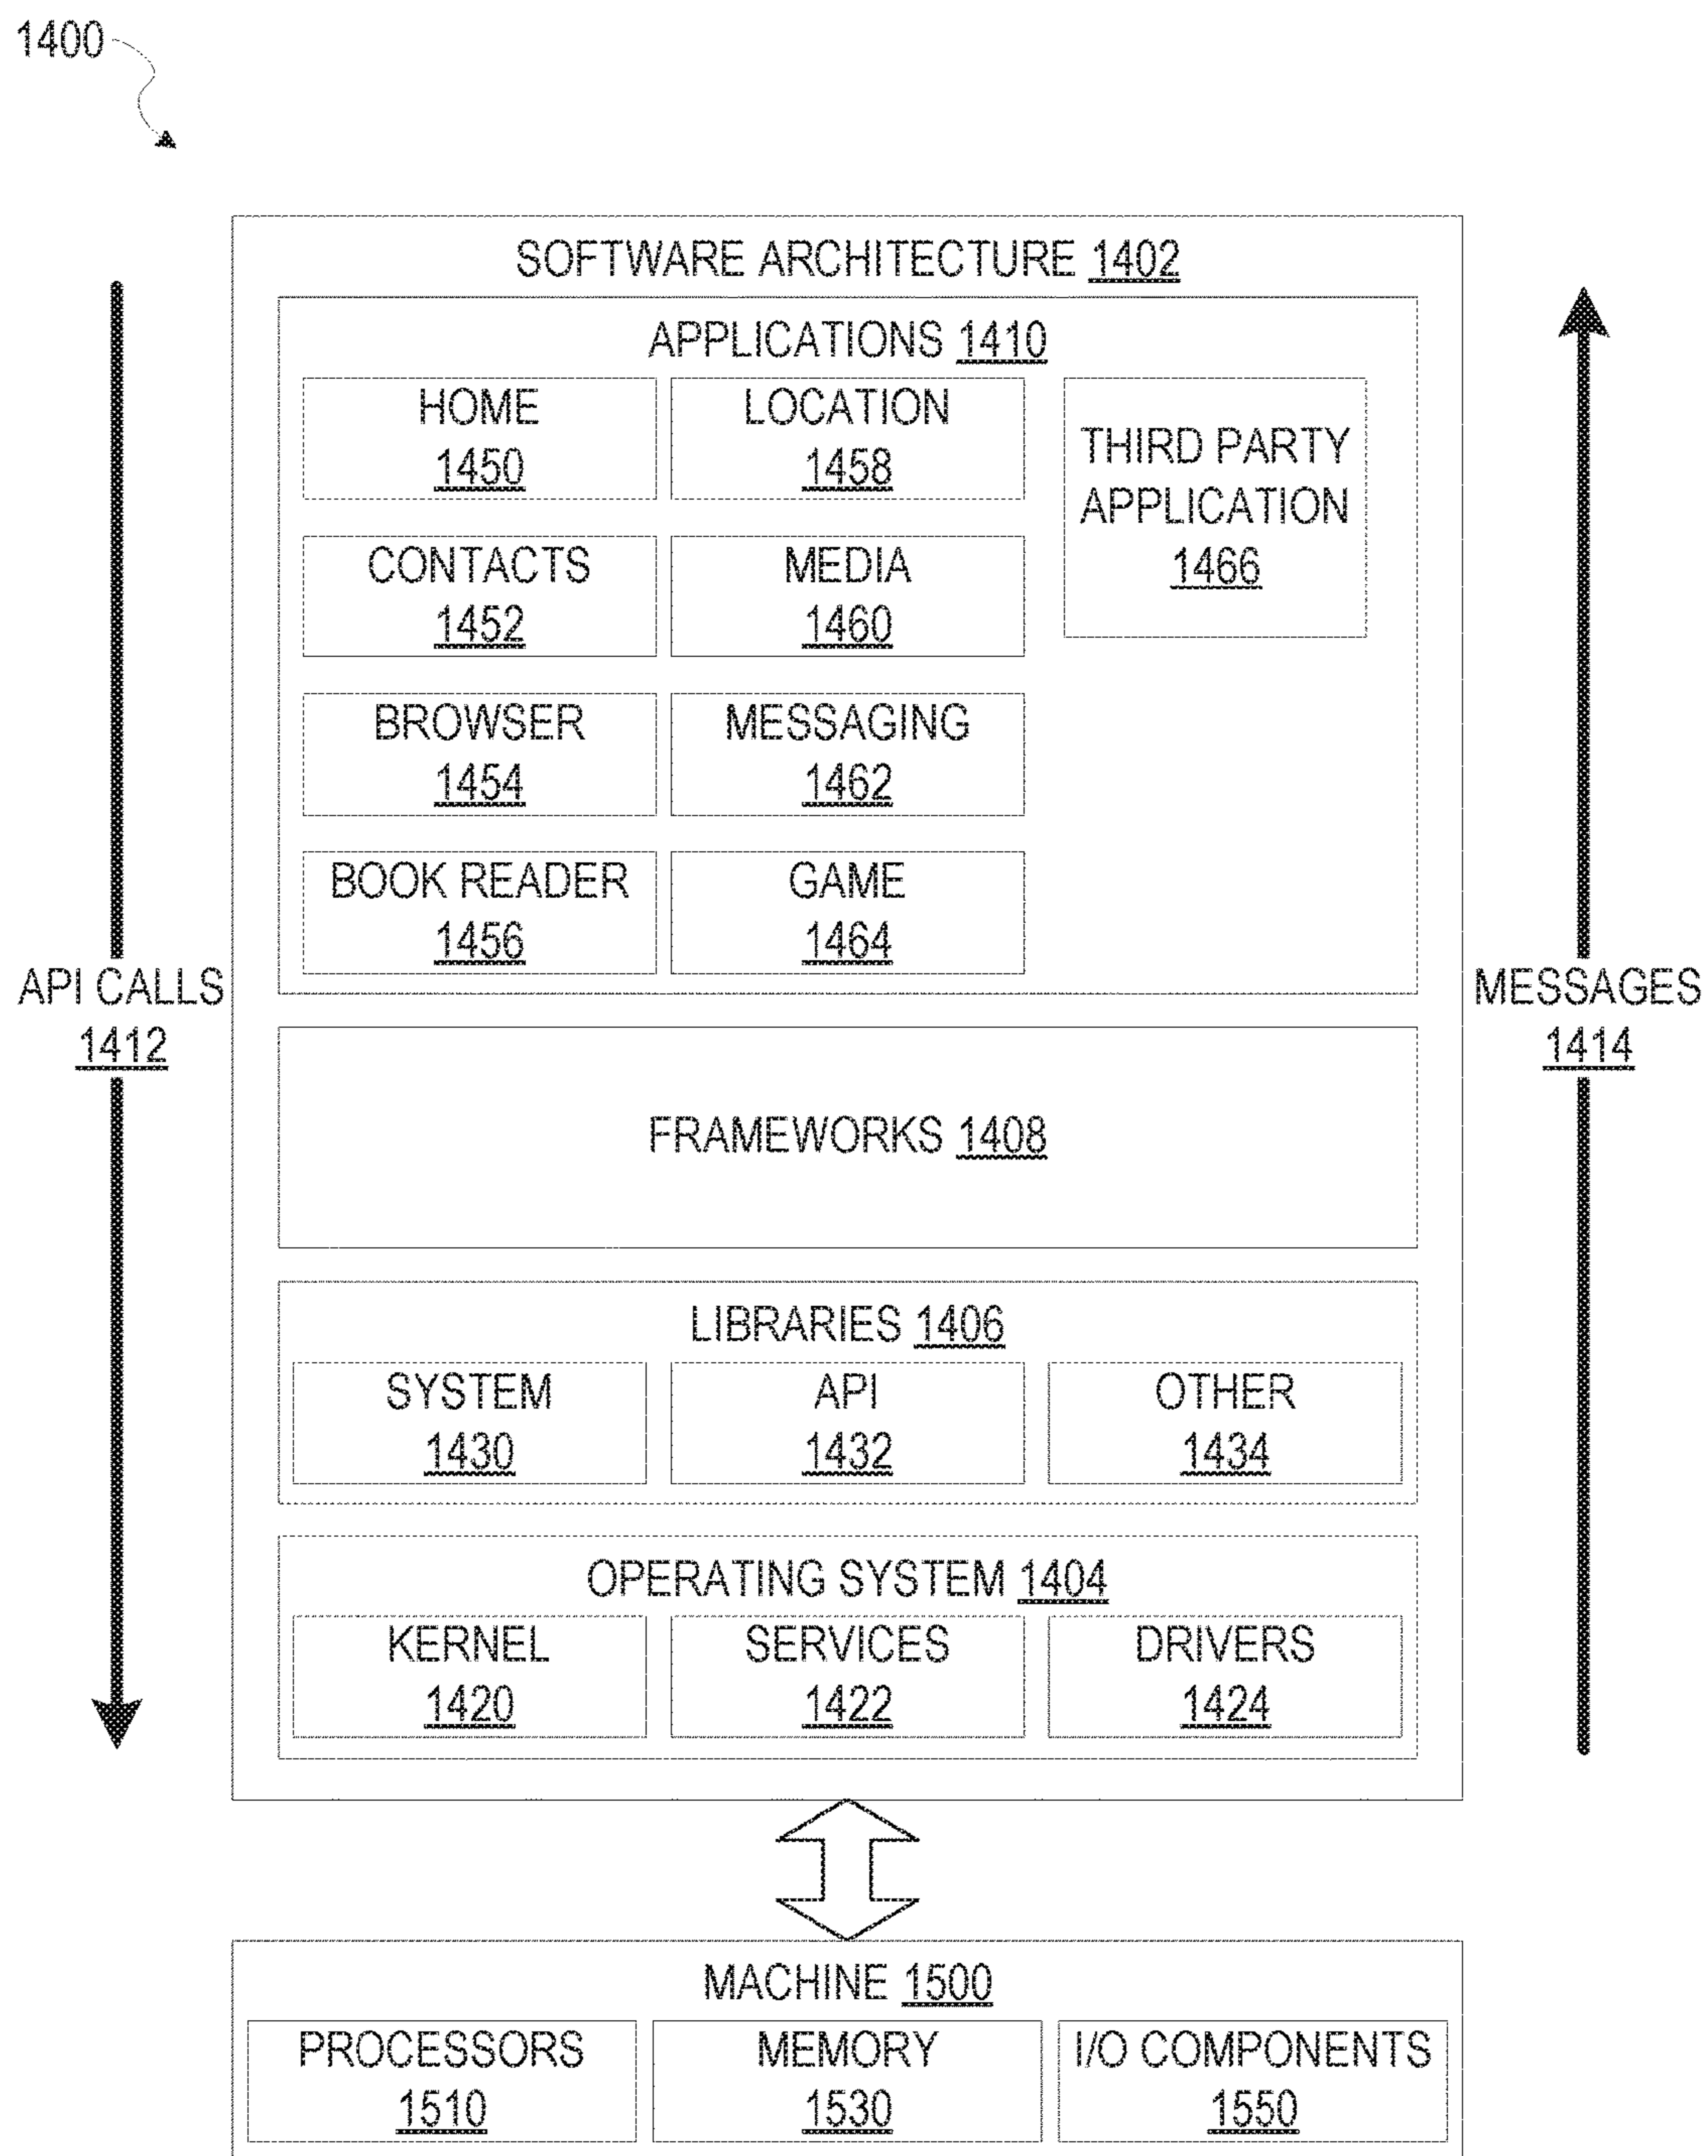 1400
SOFTWARE ARCHITECTURE 1402
APPLICATIONS 1410
HOME
1450
LOCATION
1458
THIRD PARTY
APPLICATION
1466
CONTACTS
1452
MEDIA
1460
BROWSER
1454
MESSAGING
1462
BOOK READER
1456
GAME
1464
API CALLS
1412
MESSAGES
1414
FRAMEWORKS 1408
LIBRARIES 1406
SYSTEM
1430
API
1432
OTHER
1434
OPERATING SYSTEM 1404
KERNEL
1420
SERVICES
1422
DRIVERS
1424
MACHINE 1500
PROCESSORS
1510
MEMORY
1530
I/O COMPONENTS
1550